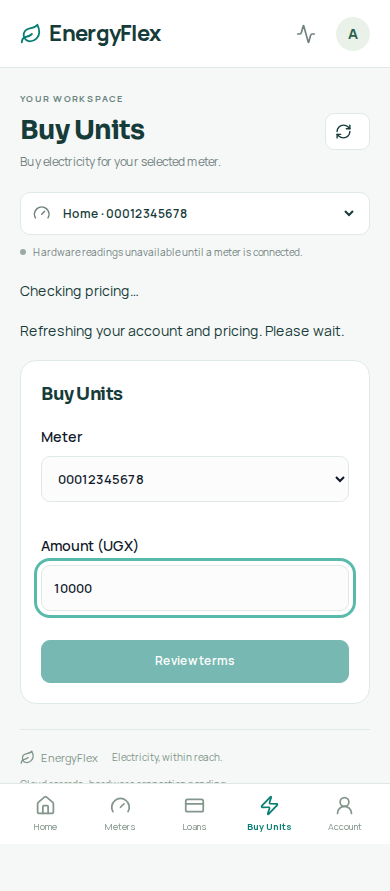 EnergyFlex
A
YOUR WORKSPACE
Buy Units
Buy electricity for your selected meter.
Home · 00012345678
Hardware readings unavailable until a meter is connected.
Checking pricing…
Refreshing your account and pricing. Please wait.
Buy Units
Meter
00012345678
Amount (UGX)
10000
Review terms
EnergyFlex Electricity, within reach.
Home Meters Loans Buy Units Account